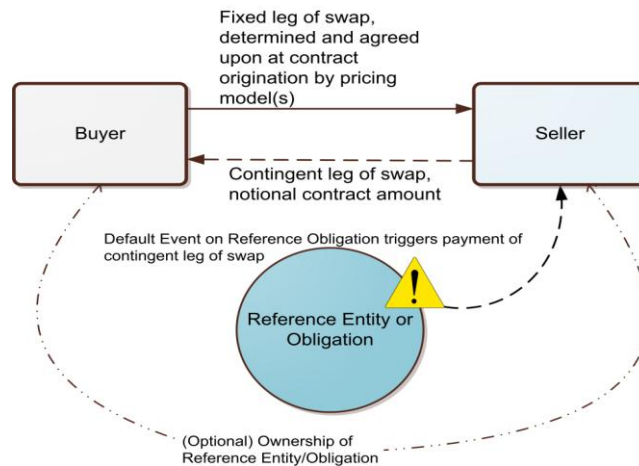 Fixed leg of swap,
determined and agreed
upon at contract
origination by pricing
model(s)
Buyer
Seller
Contingent leg of swap,
notional contract amount
Default Event on Reference Obligation triggers payment of
contingent leg of swap
!
Reference Entity or
Obligation
(Optional) Ownership of
Reference Entity/Obligation